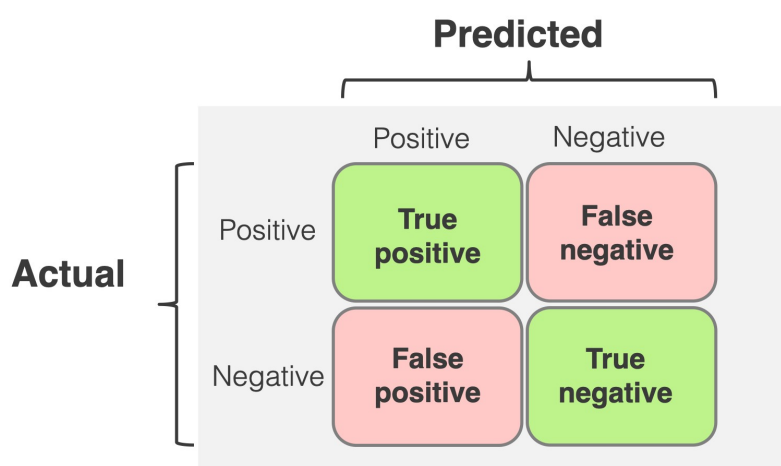 Predicted
Positive Negative
Positive
True
positive
False
negative
Actual
Negative
False
positive
True
negative